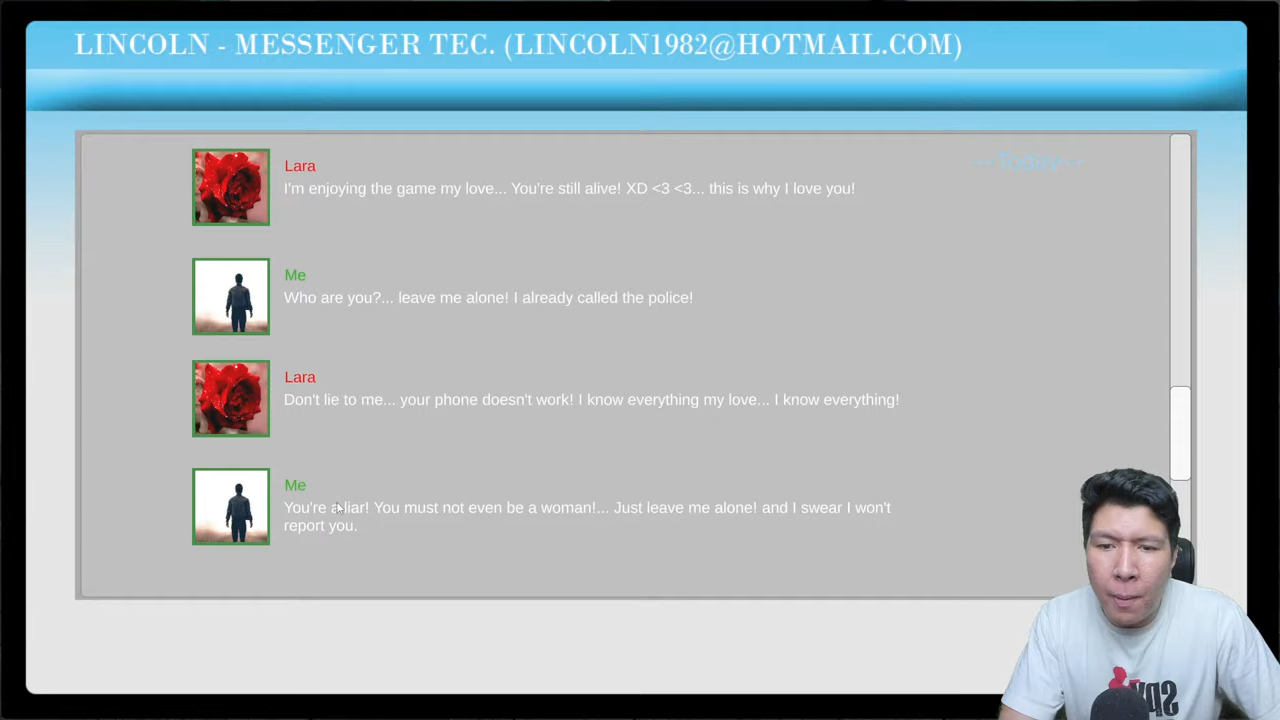 LINCOLN - MESSENGER TEC. (LINCOLN1982@HOTMAIL.COM)
---Today---
Lara
I'm enjoying the game my love... You're still alive! XD <3 <3... this is why I love you!
Me
Who are you?... leave me alone! I already called the police!
Lara
Don't lie to me... your phone doesn't work! I know everything my love... I know everything!
Me
You're a liar! You must not even be a woman!... Just leave me alone! and I swear I won't
report you.